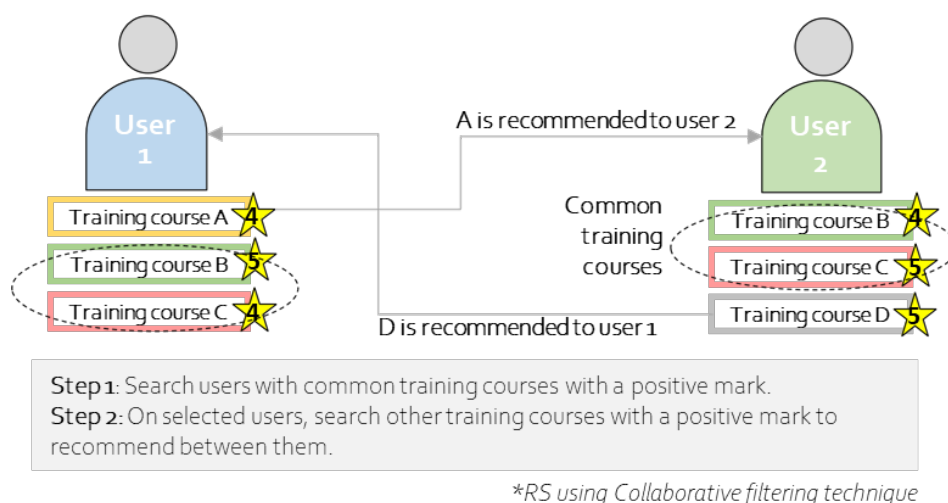 User
1
User
2
A is recommended to user 2
Training course A
4
Training course B
5
Training course C
4
Common
training
courses
Training course B
4
Training course C
5
Training course D
5
D is recommended to user 1
Step 1: Search users with common training courses with a positive mark.
Step 2: On selected users, search other training courses with a positive mark to
recommend between them.
*RS using Collaborative filtering technique